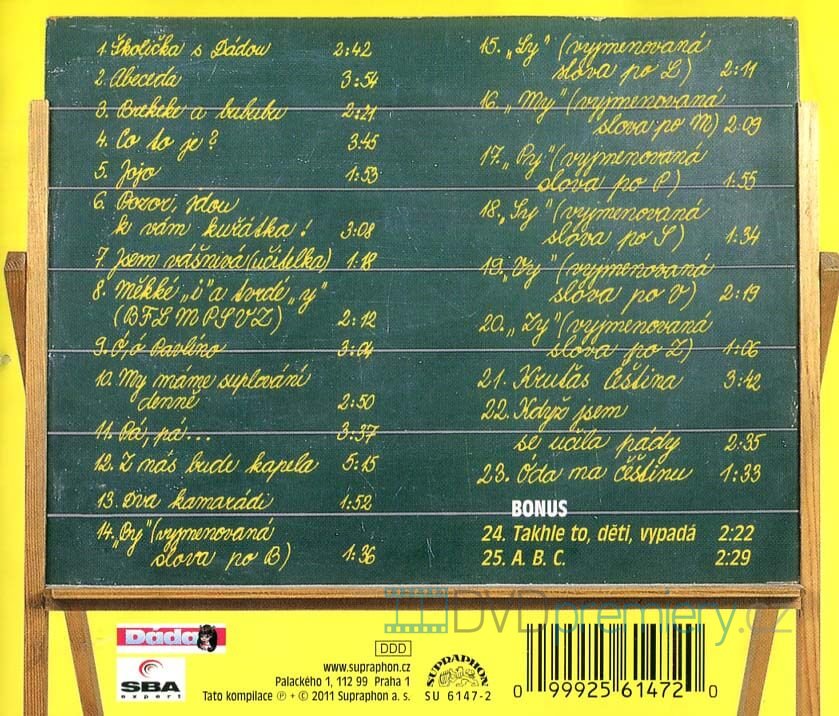 1. Školička s Dádou 2:42
2. Abeceda 3:54
3. Brekeke a bububu 2:21
4. Co to je? 3:45
5. Jojo 1:53
6. Pozor, jdou
k vám kuřátka! 3:08
7. Jsem vášnivá (učitelka) 1:18
8. Měkké „i" a tvrdé „y"
(B F L M P S V Z) 2:12
9. Ó, ó Pavlíno 3:04
10. My máme suplování
denně 2:50
11. Pá, pá... 3:37
12. Z nás bude kapela 5:15
13. Dva kamarádi 1:52
14. „By" (vyjmenovaná
slova po B) 1:36
15. „Ly" (vyjmenovaná
slova po L) 2:11
16. „My" (vyjmenovaná
slova po M) 2:09
17. „Py" (vyjmenovaná
slova po P) 1:55
18. „Sy" (vyjmenovaná
slova po S) 1:34
19. „Vy" (vyjmenovaná
slova po V) 2:19
20. „Zy" (vyjmenovaná
slova po Z) 1:06
21. Kruťas čeština 3:42
22. Když jsem
se učila pády 2:35
23. Óda na češtinu 1:33
BONUS
24. Takhle to, děti, vypadá 2:22
25. A. B. C. 2:29
DVDpremiery.cz
Dáda
SBA
expert
DDD
www.supraphon.cz
Palackého 1, 112 99 Praha 1
Tato kompilace ℗ + © 2011 Supraphon a. s.
SUPRAPHON
SU 6147-2
0 99925 61472 0